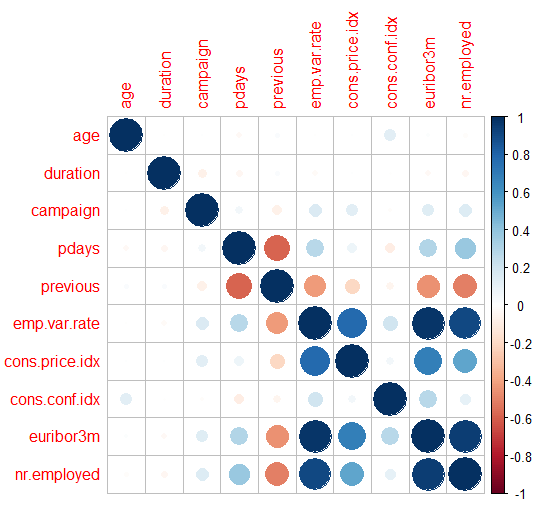 age
duration
campaign
pdays
previous
emp.var.rate
cons.price.idx
cons.conf.idx
euribor3m
nr.employed
age
duration
campaign
pdays
previous
emp.var.rate
cons.price.idx
cons.conf.idx
euribor3m
nr.employed
1
0.8
0.6
0.4
0.2
0
-0.2
-0.4
-0.6
-0.8
-1